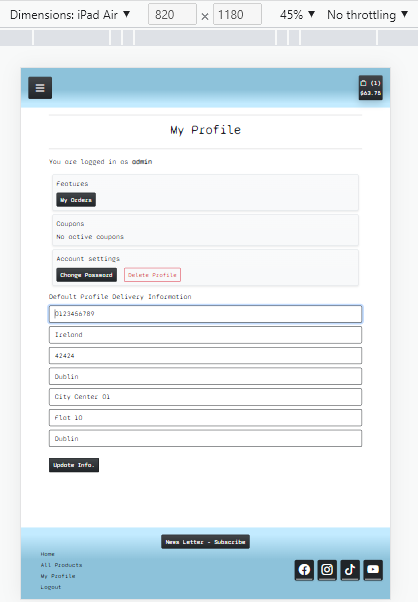 Dimensions: iPad Air ▼ 820 × 1180 45% ▼ No throttling ▼
(1)
$63.75
My Profile
You are logged in as admin
Features
My Orders
Coupons
No active coupons
Account settings
Change Password Delete Profile
Default Profile Delivery Information
0123456789
Ireland
42424
Dublin
City Center 01
Flat 10
Dublin
Update Info.
News Letter - Subscribe
Home
All Products
My Profile
Logout